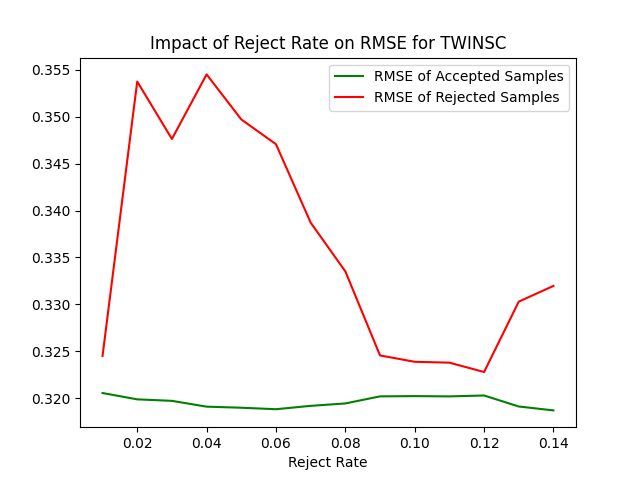 Impact of Reject Rate on RMSE for TWINSC
RMSE of Accepted Samples
RMSE of Rejected Samples
0.355
0.350
0.345
0.340
0.335
0.330
0.325
0.320
0.02 0.04 0.06 0.08 0.10 0.12 0.14
Reject Rate